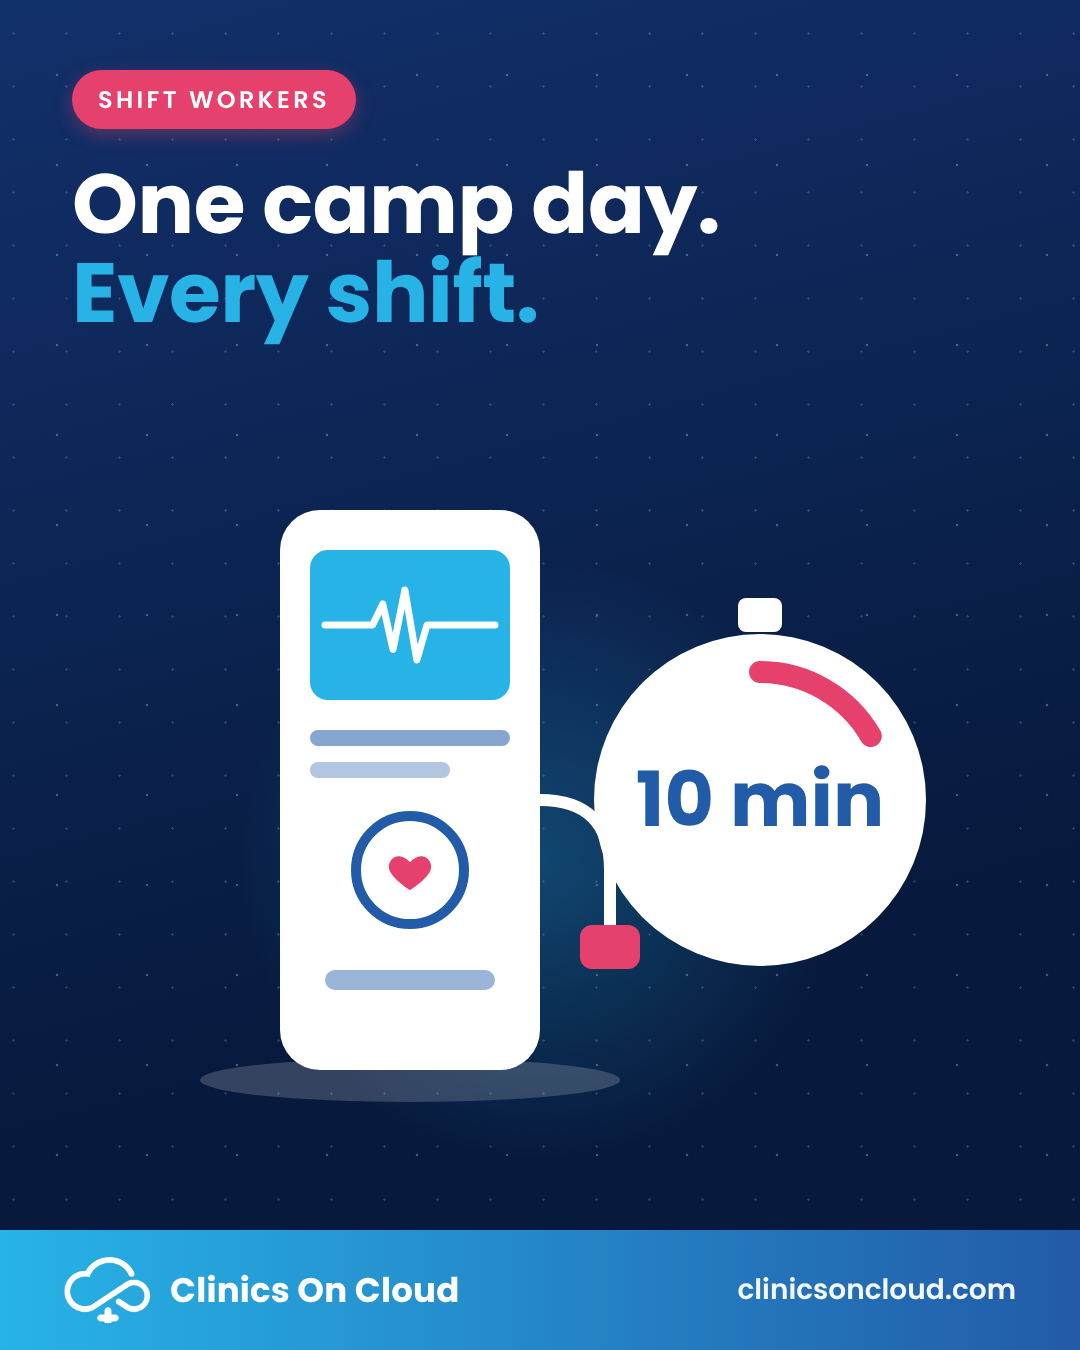 SHIFT WORKERS
One camp day.
Every shift.
10 min
Clinics On Cloud
clinicsoncloud.com